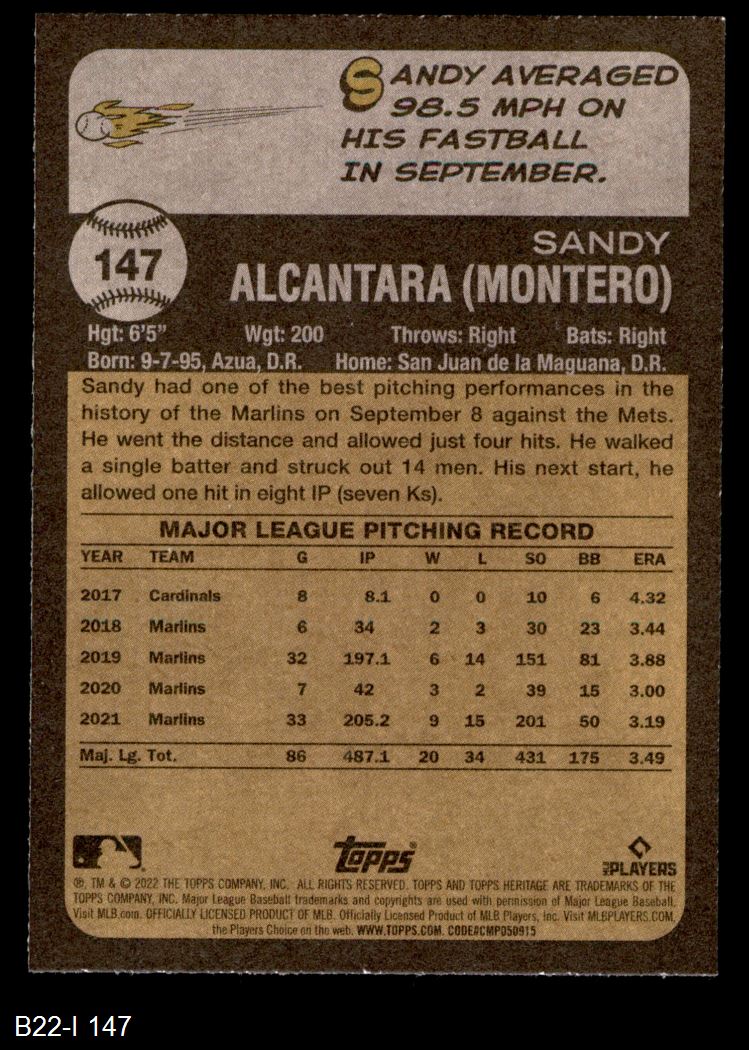 SANDY AVERAGED
98.5 MPH ON
HIS FASTBALL
IN SEPTEMBER.
147
SANDY
ALCANTARA (MONTERO)
Hgt: 6'5" Wgt: 200 Throws: Right Bats: Right
Born: 9-7-95, Azua, D.R. Home: San Juan de la Maguana, D.R.
Sandy had one of the best pitching performances in the
history of the Marlins on September 8 against the Mets.
He went the distance and allowed just four hits. He walked
a single batter and struck out 14 men. His next start, he
allowed one hit in eight IP (seven Ks).
MAJOR LEAGUE PITCHING RECORD
YEAR TEAM G IP W L SO BB ERA
2017 Cardinals 8 8.1 0 0 10 6 4.32
2018 Marlins 6 34 2 3 30 23 3.44
2019 Marlins 32 197.1 6 14 151 81 3.88
2020 Marlins 7 42 3 2 39 15 3.00
2021 Marlins 33 205.2 9 15 201 50 3.19
Maj. Lg. Tot. 86 487.1 20 34 431 175 3.49
Topps
MLB PLAYERS
®, TM & © 2022 THE TOPPS COMPANY, INC. ALL RIGHTS RESERVED. TOPPS AND TOPPS HERITAGE ARE TRADEMARKS OF THE
TOPPS COMPANY, INC. Major League Baseball trademarks and copyrights are used with permission of Major League Baseball.
Visit MLB.com. OFFICIALLY LICENSED PRODUCT OF MLB. Officially Licensed Product of MLB Players, Inc. Visit MLBPLAYERS.COM,
the Players Choice on the web. WWW.TOPPS.COM. CODE#CMP050915
B22-I 147